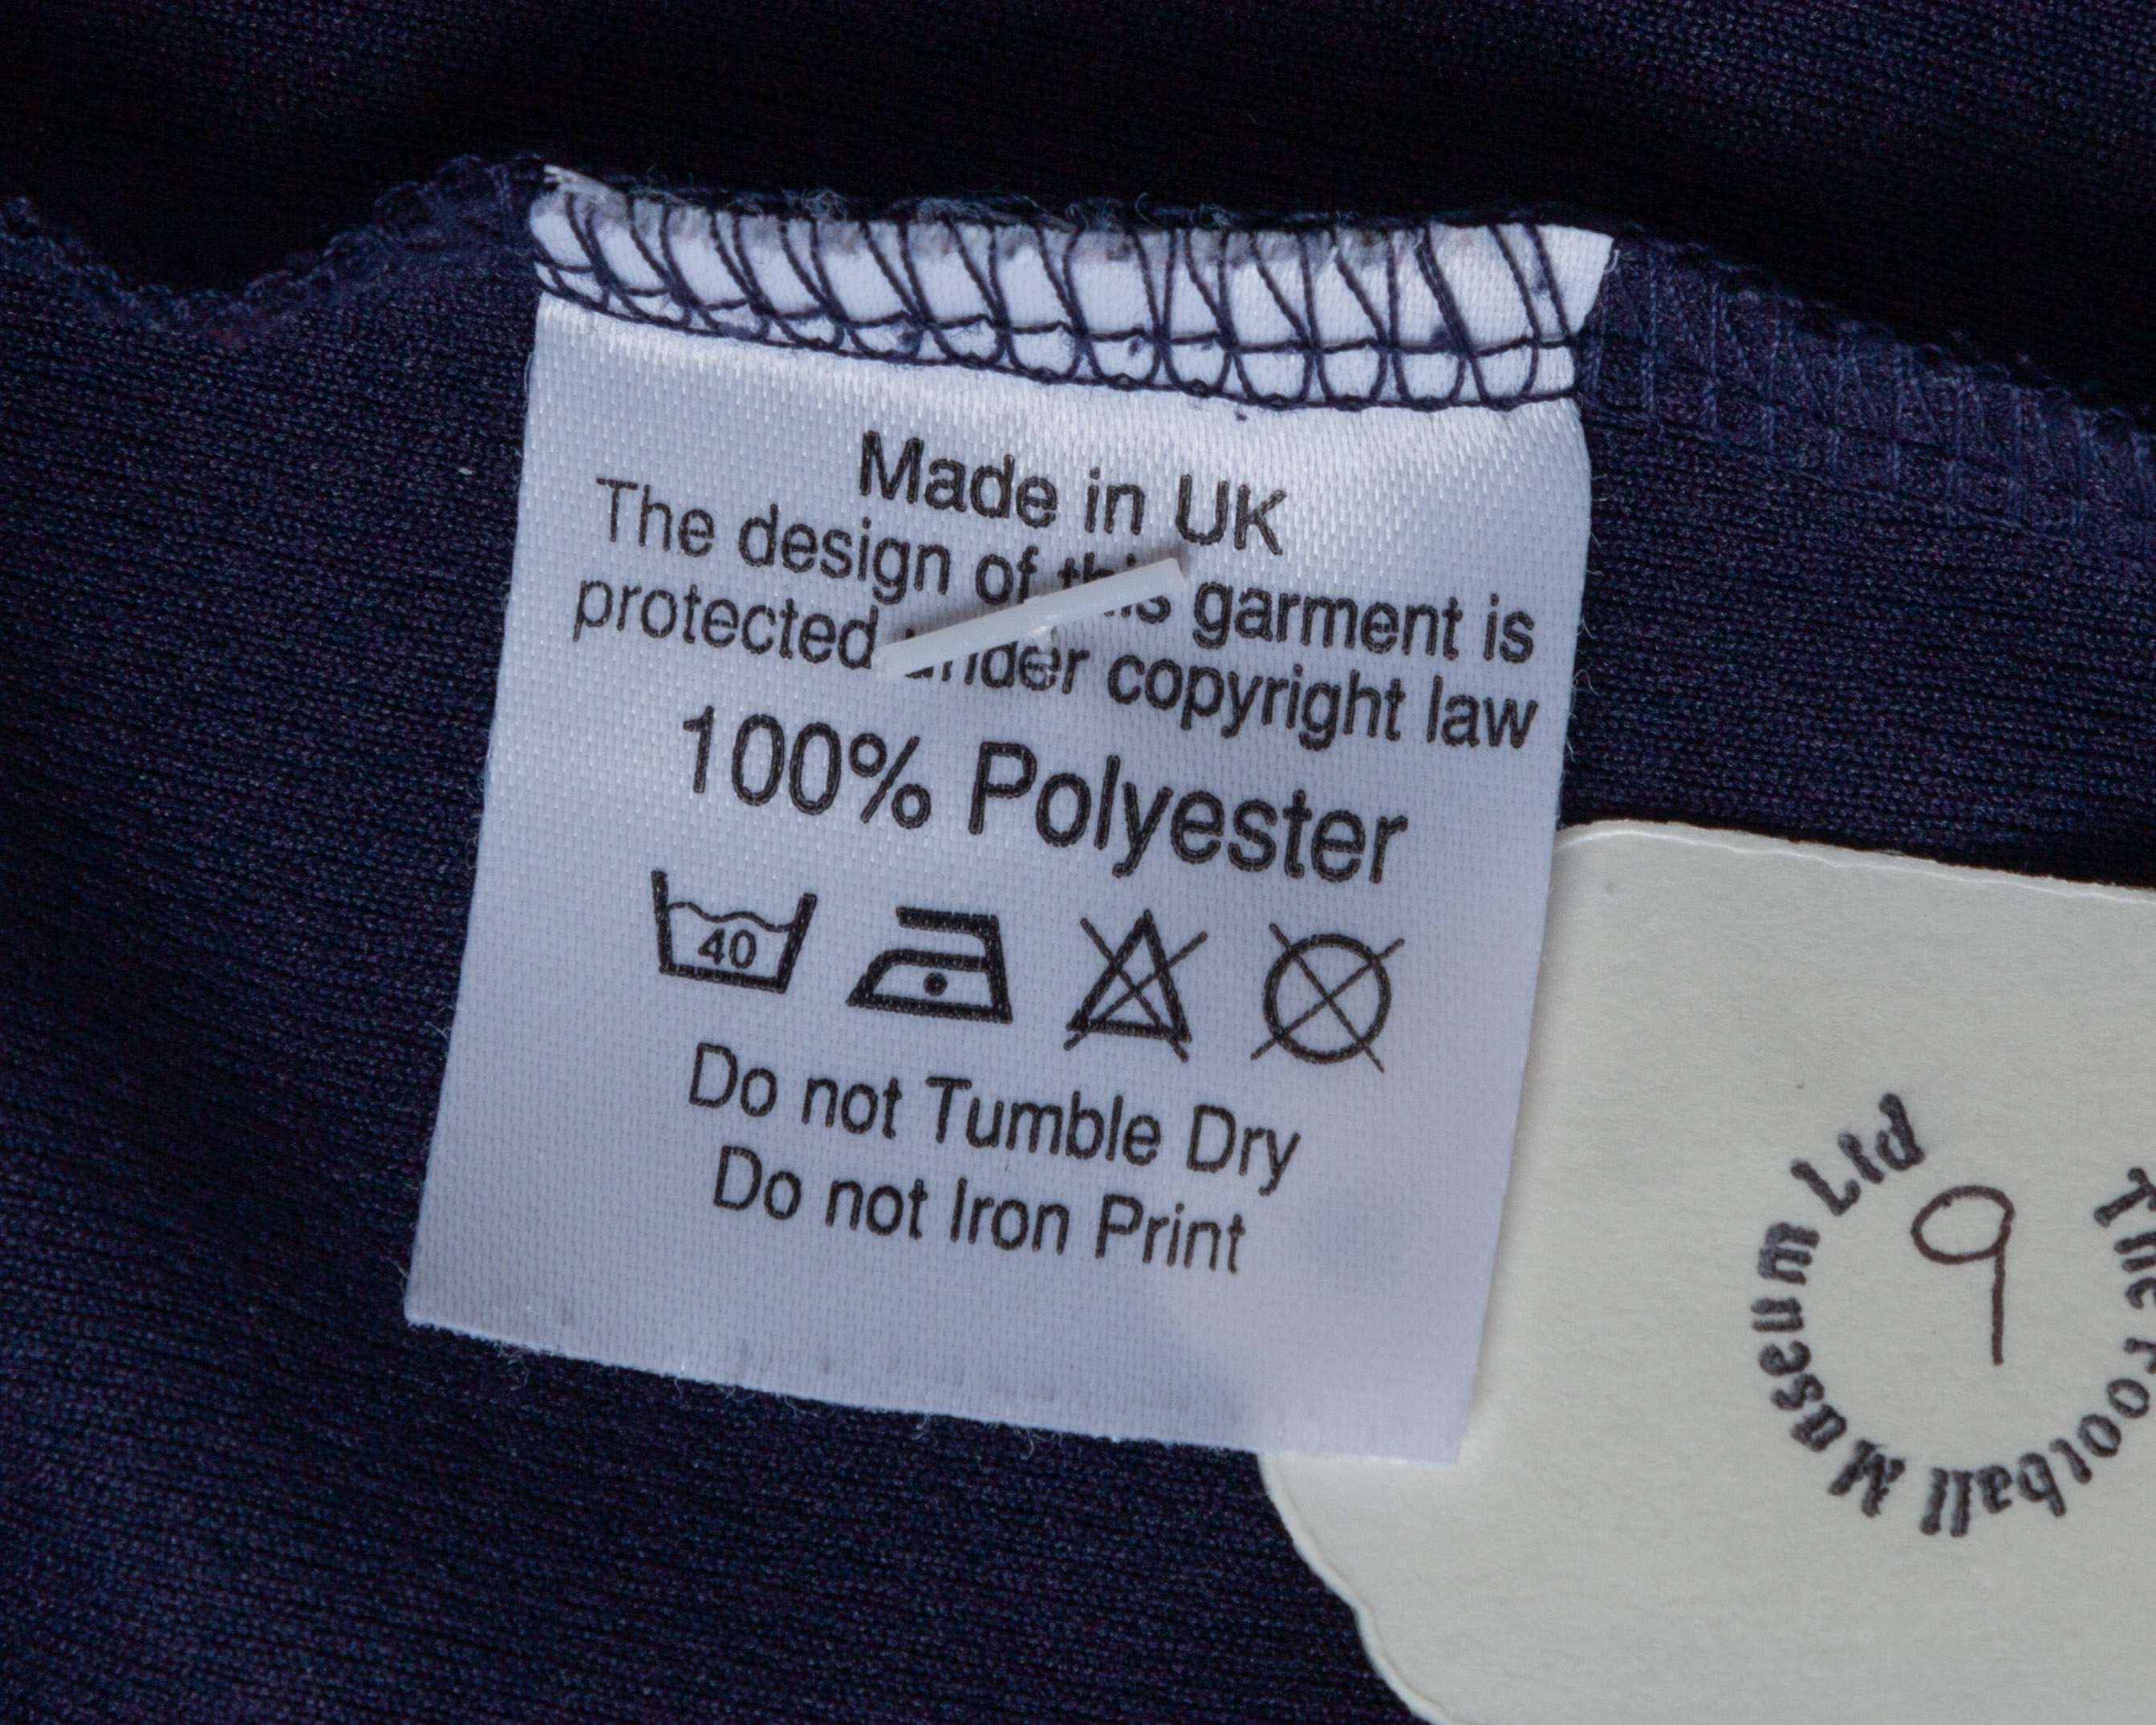 Made in UK
The design of this garment is
protected under copyright law
100% Polyester
40
Do not Tumble Dry
Do not Iron Print
The Football Museum Ltd
9